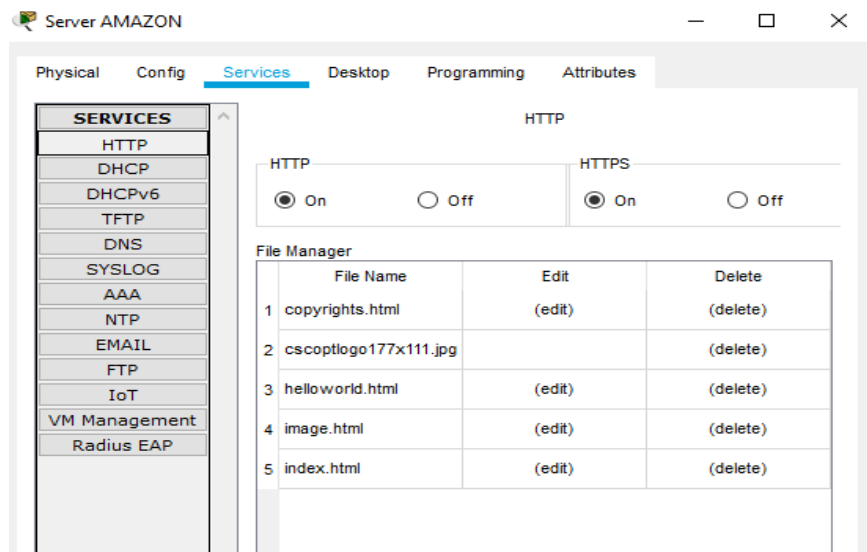 Server AMAZON
Physical Config Services Desktop Programming Attributes
SERVICES
HTTP
DHCP
DHCPv6
TFTP
DNS
SYSLOG
AAA
NTP
EMAIL
FTP
IoT
VM Management
Radius EAP
HTTP
HTTP HTTPS
On Off On Off
File Manager
File Name Edit Delete
1 copyrights.html (edit) (delete)
2 cscoptlogo177x111.jpg (delete)
3 helloworld.html (edit) (delete)
4 image.html (edit) (delete)
5 index.html (edit) (delete)